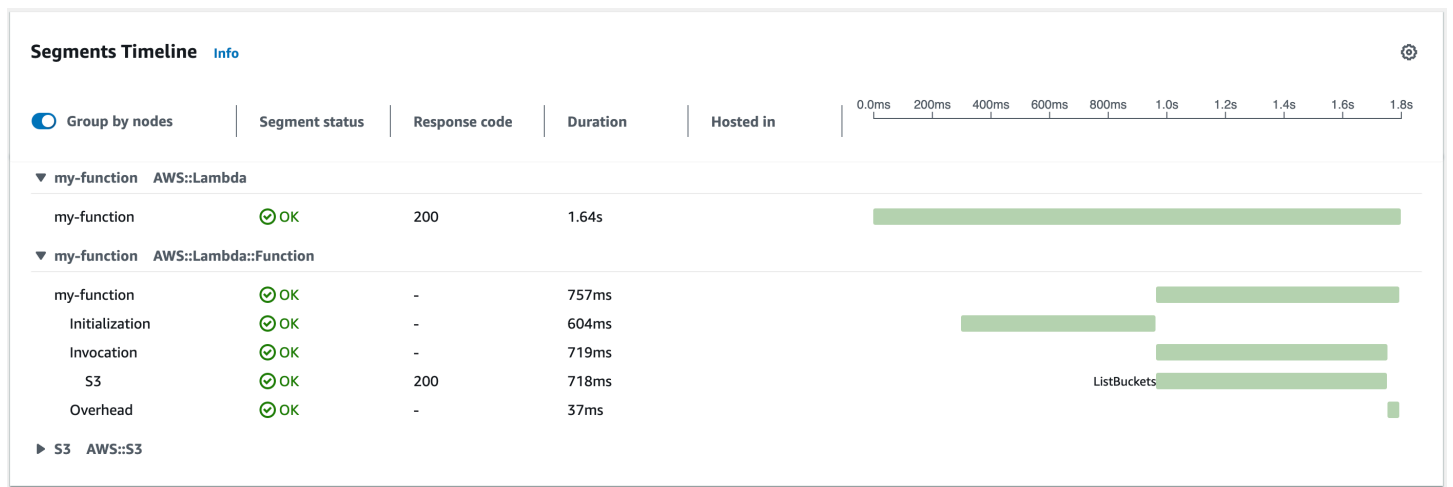 Segments Timeline Info
0.0ms 200ms 400ms 600ms 800ms 1.0s 1.2s 1.4s 1.6s 1.8s
Group by nodes Segment status Response code Duration Hosted in
my-function AWS::Lambda
my-function OK 200 1.64s
my-function AWS::Lambda::Function
my-function OK - 757ms
Initialization OK - 604ms
Invocation OK - 719ms
S3 OK 200 718ms ListBuckets
Overhead OK - 37ms
S3 AWS::S3